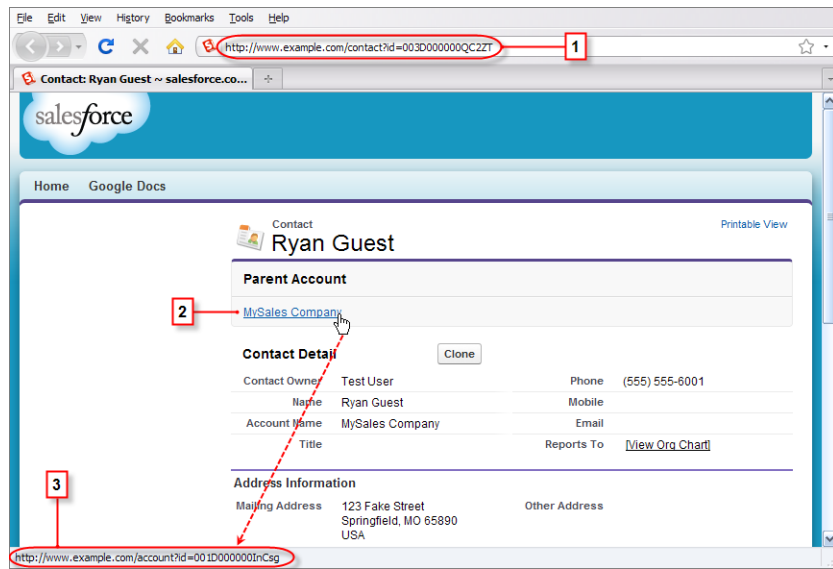 File Edit View History Bookmarks Tools Help
http://www.example.com/contact?id=003D000000QC2ZT
1
Contact: Ryan Guest ~ salesforce.co...
salesforce
Home Google Docs
Contact
Ryan Guest
Printable View
Parent Account
2
MySales Company
Contact Detail Clone
Contact Owner Test User Phone (555) 555-6001
Name Ryan Guest Mobile
Account Name MySales Company Email
Title Reports To [View Org Chart]
3
Address Information
Mailing Address 123 Fake Street Other Address
Springfield, MO 65890
USA
http://www.example.com/account?id=001D000000InCsg